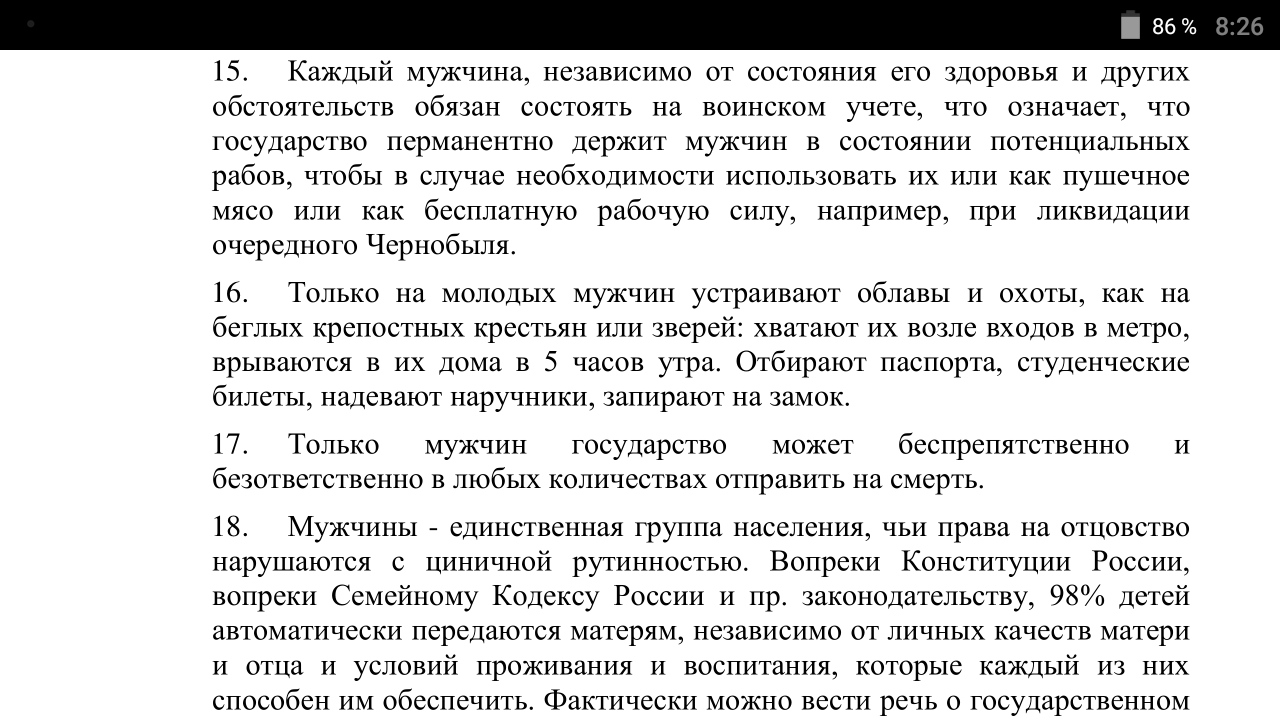 86 % 8:26
15. Каждый мужчина, независимо от состояния его здоровья и других
обстоятельств обязан состоять на воинском учете, что означает, что
государство перманентно держит мужчин в состоянии потенциальных
рабов, чтобы в случае необходимости использовать их или как пушечное
мясо или как бесплатную рабочую силу, например, при ликвидации
очередного Чернобыля.
16. Только на молодых мужчин устраивают облавы и охоты, как на
беглых крепостных крестьян или зверей: хватают их возле входов в метро,
врываются в их дома в 5 часов утра. Отбирают паспорта, студенческие
билеты, надевают наручники, запирают на замок.
17. Только мужчин государство может беспрепятственно и
безответственно в любых количествах отправить на смерть.
18. Мужчины - единственная группа населения, чьи права на отцовство
нарушаются с циничной рутинностью. Вопреки Конституции России,
вопреки Семейному Кодексу России и пр. законодательству, 98% детей
автоматически передаются матерям, независимо от личных качеств матери
и отца и условий проживания и воспитания, которые каждый из них
способен им обеспечить. Фактически можно вести речь о государственном